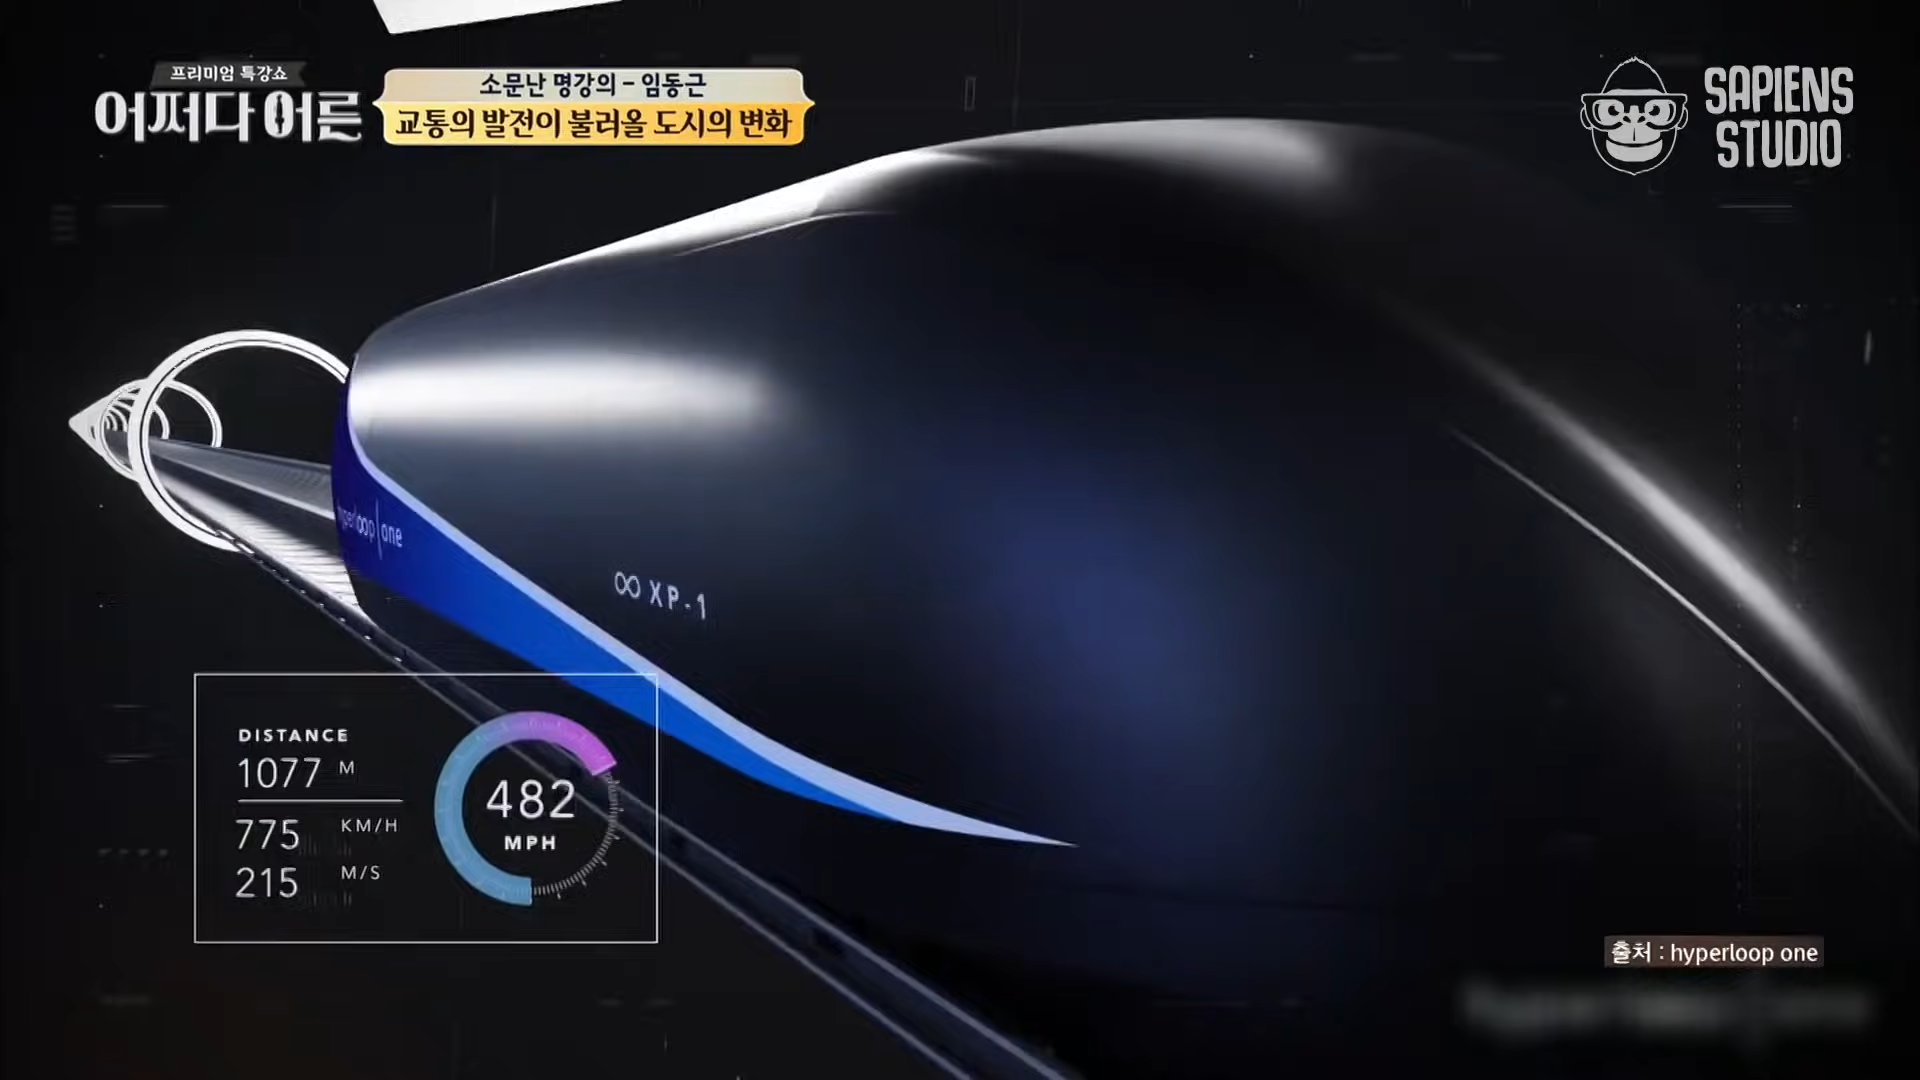 프리미엄 특강쇼
어쩌다 어른
소문난 명강의 - 임동근
교통의 발전이 불러올 도시의 변화
SAPIENS
STUDIO
hyperloop one
∞ XP-1
DISTANCE
1077 M
775 KM/H
215 M/S
482
MPH
출처 : hyperloop one